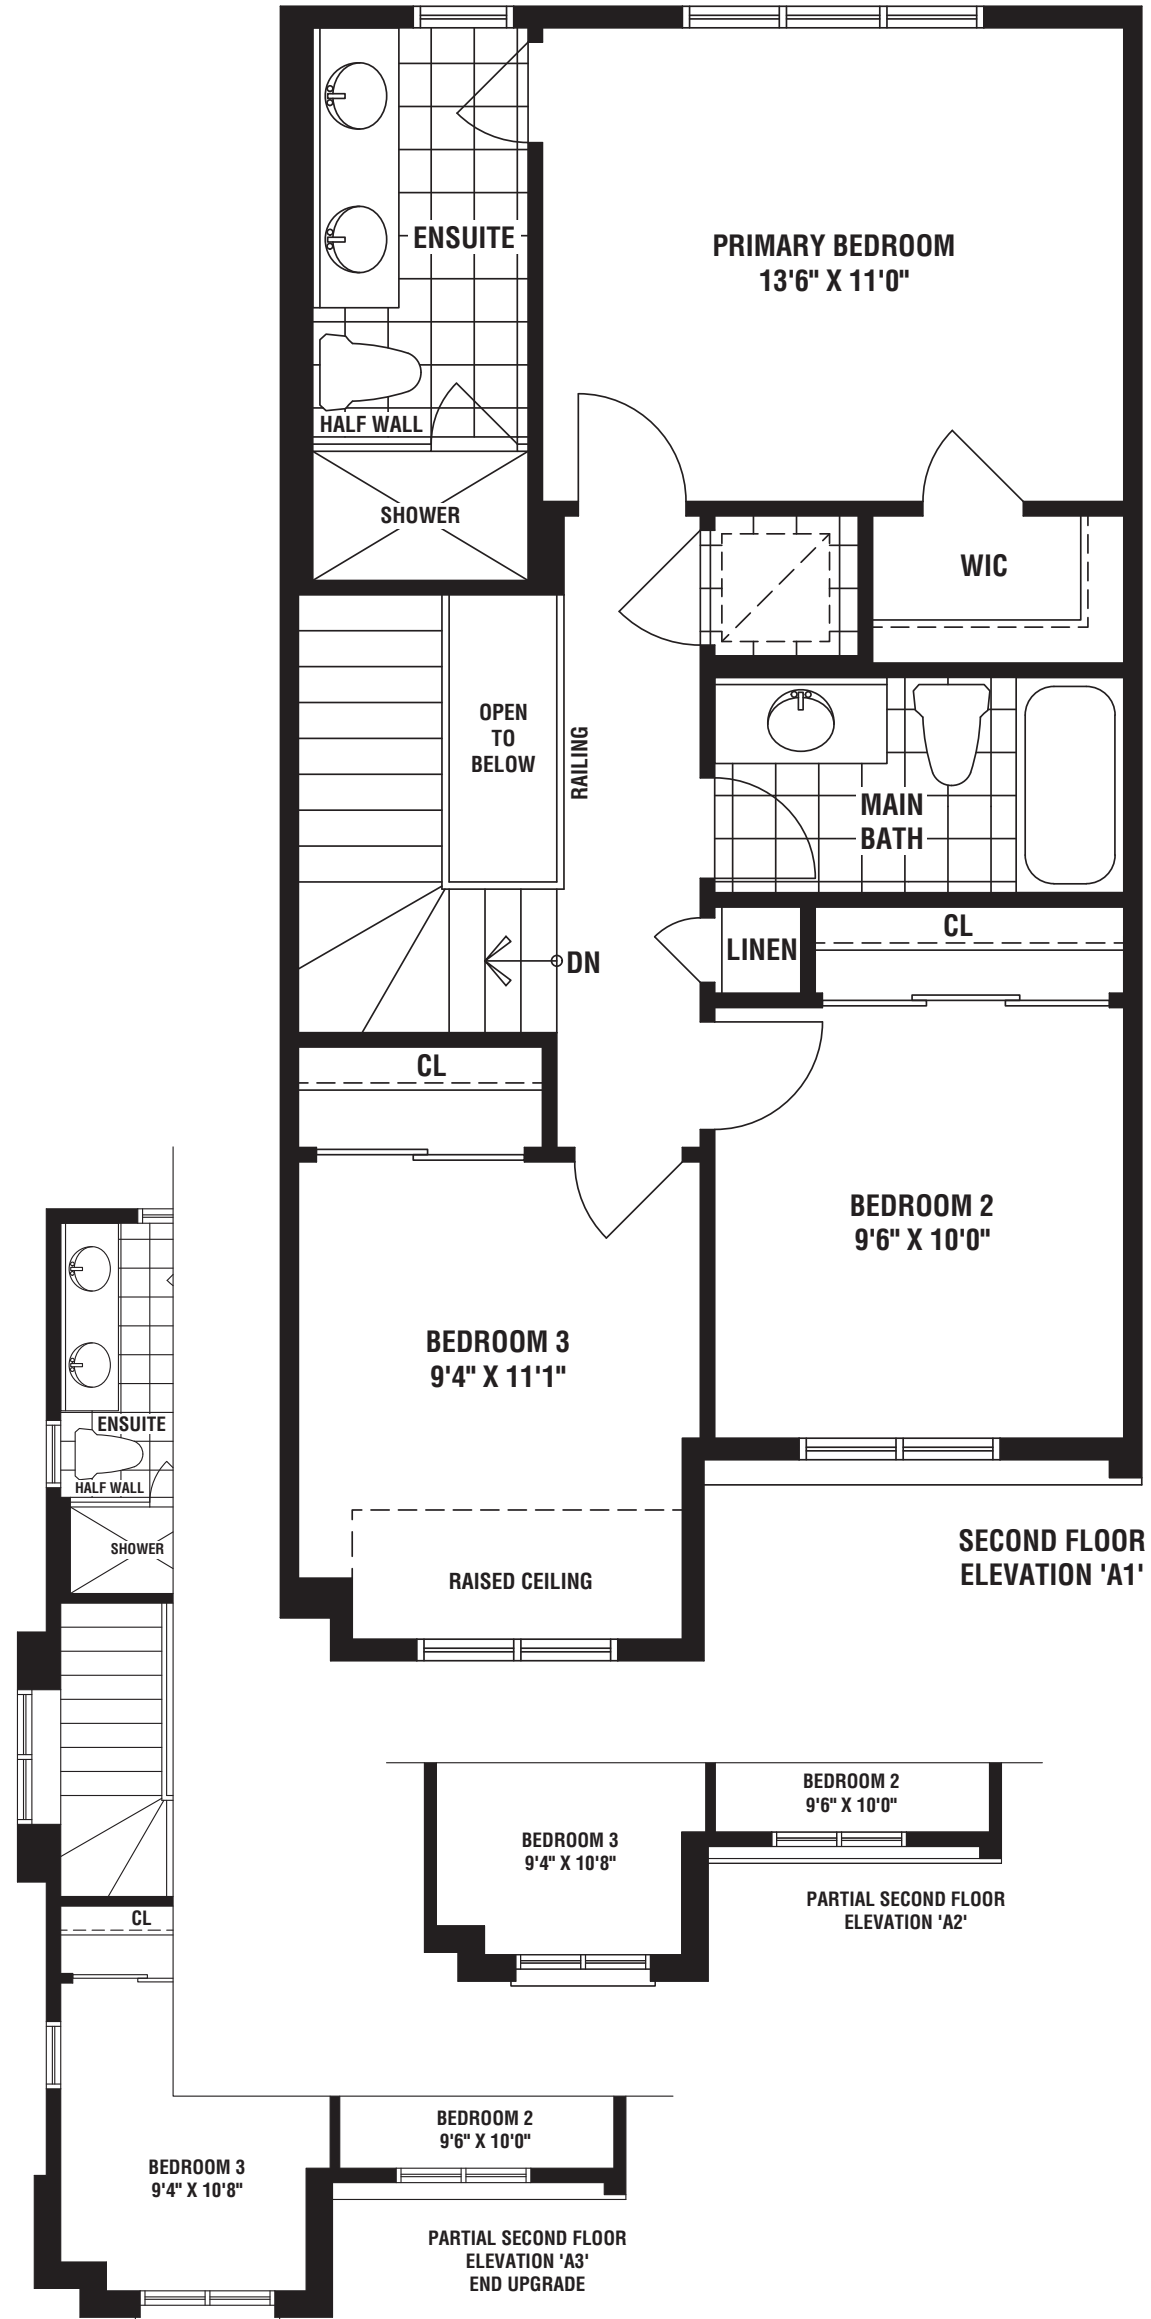 ENSUITE
PRIMARY BEDROOM
13'6" X 11'0"
HALF WALL
SHOWER
WIC
OPEN
TO
BELOW
RAILING
MAIN
BATH
DN
LINEN
CL
CL
BEDROOM 2
9'6" X 10'0"
BEDROOM 3
9'4" X 11'1"
RAISED CEILING
SECOND FLOOR
ELEVATION 'A1'
ENSUITE
HALF WALL
SHOWER
CL
BEDROOM 3
9'4" X 10'8"
BEDROOM 2
9'6" X 10'0"
PARTIAL SECOND FLOOR
ELEVATION 'A2'
BEDROOM 3
9'4" X 10'8"
BEDROOM 2
9'6" X 10'0"
PARTIAL SECOND FLOOR
ELEVATION 'A3'
END UPGRADE